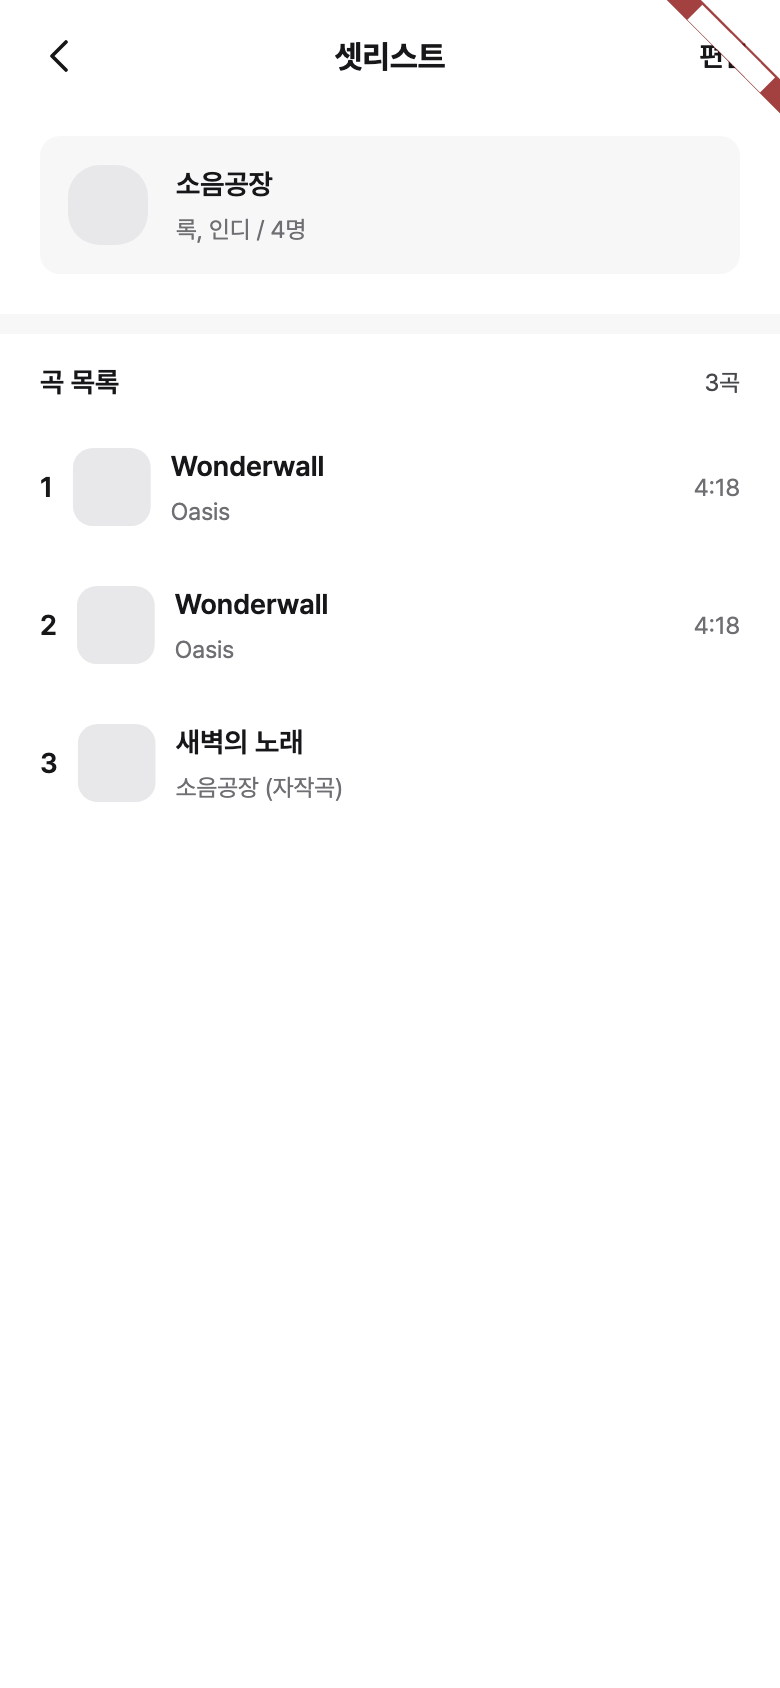 셋리스트
소음공장
록, 인디 / 4명
곡 목록
3곡
1
Wonderwall
Oasis
4:18
2
Wonderwall
Oasis
4:18
3
새벽의 노래
소음공장 (자작곡)